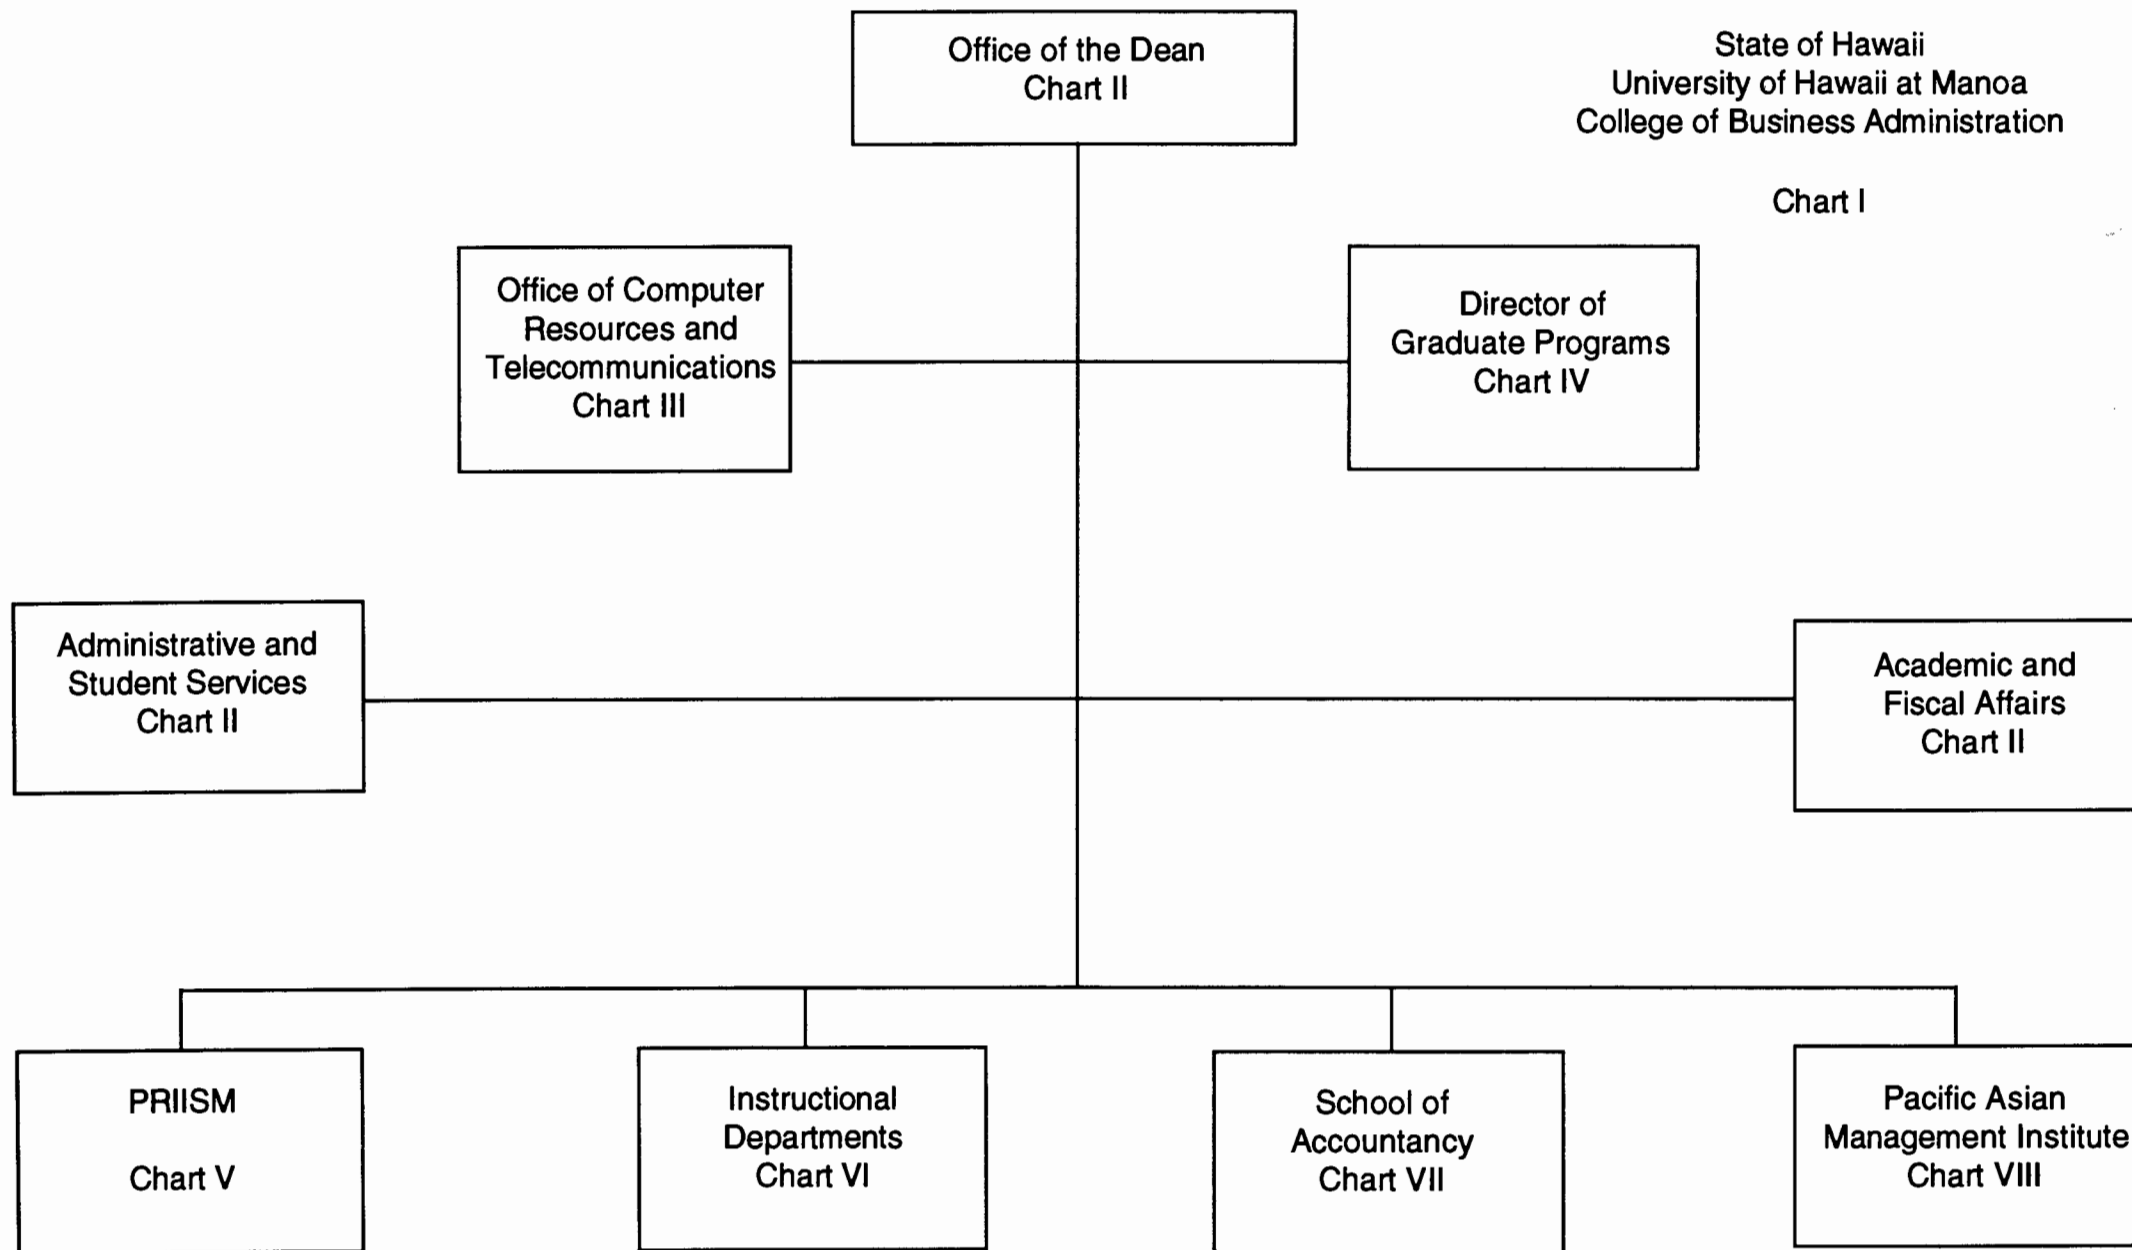 Office of the Dean
Chart II
State of Hawaii
University of Hawaii at Manoa
College of Business Administration
Chart I
Office of Computer
Resources and
Telecommunications
Chart III
Director of
Graduate Programs
Chart IV
Administrative and
Student Services
Chart II
Academic and
Fiscal Affairs
Chart II
PRIISM
Chart V
Instructional
Departments
Chart VI
School of
Accountancy
Chart VII
Pacific Asian
Management Institute
Chart VIII